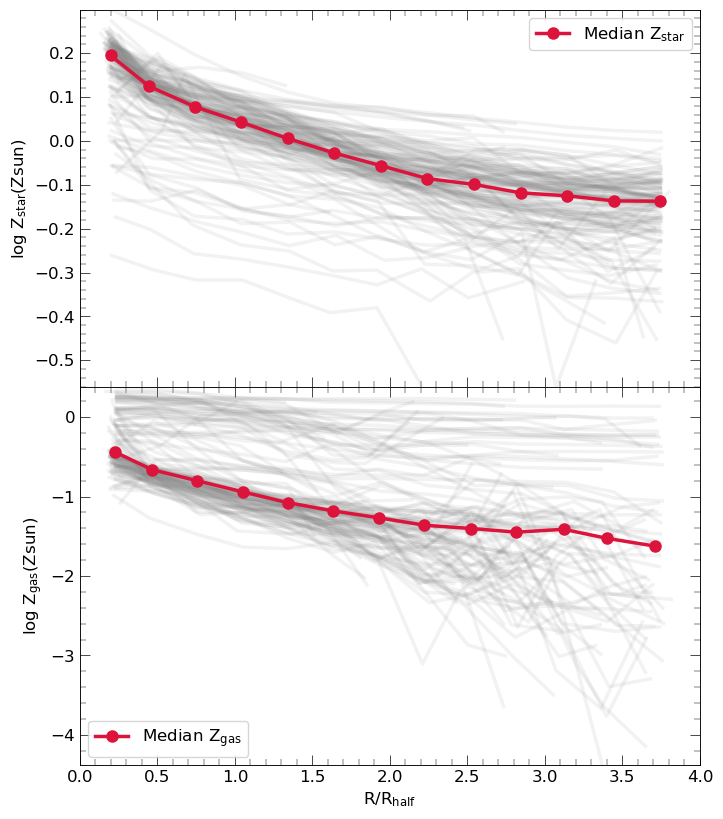 Median Z_star
0.2
0.1
0.0
−0.1
−0.2
−0.3
−0.4
−0.5
log Z_star(Zsun)
0
−1
−2
−3
−4
log Z_gas(Zsun)
Median Z_gas
0.0 0.5 1.0 1.5 2.0 2.5 3.0 3.5 4.0
R/R_half